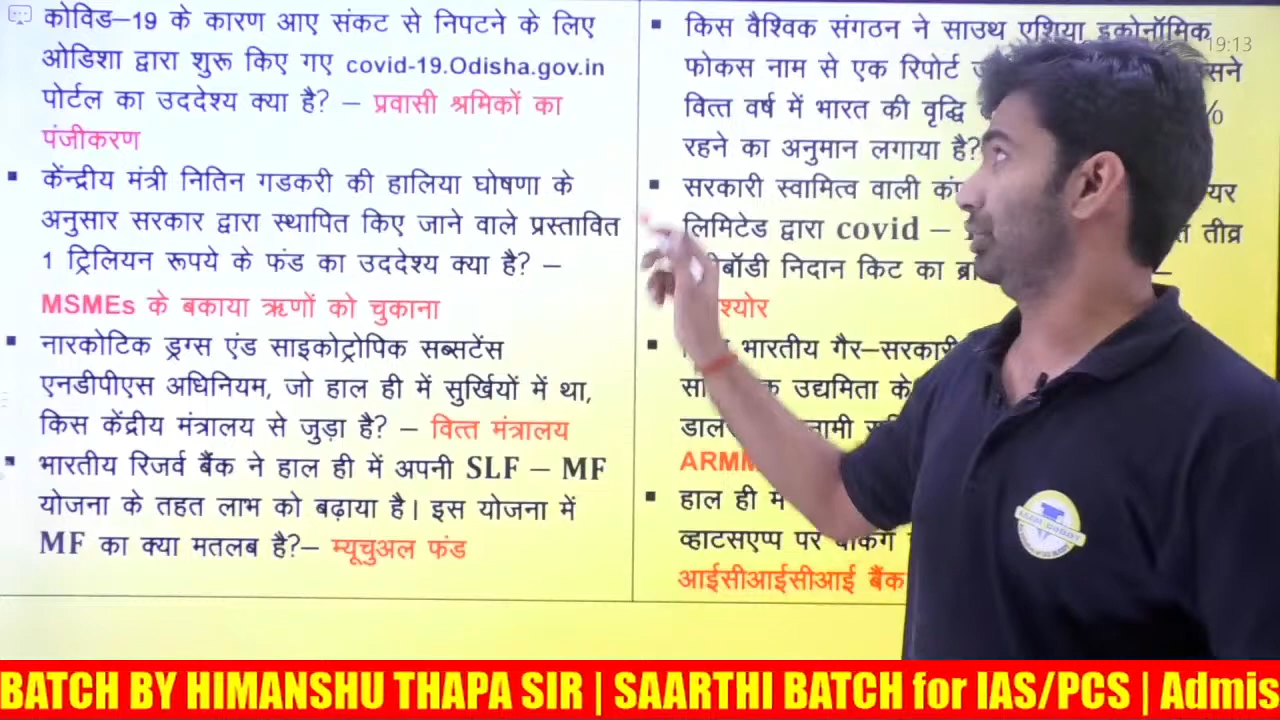 कोविड–19 के कारण आए संकट से निपटने के लिए
ओडिशा द्वारा शुरू किए गए covid-19.Odisha.gov.in
पोर्टल का उददेश्य क्या है? – प्रवासी श्रमिकों का
पंजीकरण
केंन्द्रीय मंत्री नितिन गडकरी की हालिया घोषणा के
अनुसार सरकार द्वारा स्थापित किए जाने वाले प्रस्तावित
1 ट्रिलियन रूपये के फंड का उददेश्य क्या है? –
MSMEs के बकाया ऋणों को चुकाना
नारकोटिक ड्रग्स एंड साइकोट्रोपिक सब्सटेंस
एनडीपीएस अधिनियम, जो हाल ही में सुर्खियों में था,
किस केंद्रीय मंत्रालय से जुड़ा है? – वित्त मंत्रालय
भारतीय रिजर्व बैंक ने हाल ही में अपनी SLF – MF
योजना के तहत लाभ को बढ़ाया है। इस योजना में
MF का क्या मतलब है?– म्यूचुअल फंड
किस वैश्विक संगठन ने साउथ एशिया इकोनॉमिक
फोकस नाम से एक रिपोर्ट
वित्त वर्ष में भारत की वृद्धि %
रहने का अनुमान लगाया है?
सरकारी स्वामित्व वाली
लिमिटेड द्वारा covid – तीव्र
निदान किट का
भारतीय
उद्यमिता के
हाल ही में
व्हाटसएप्प पर
आईसीआईसीआई बैंक
19:13
BATCH BY HIMANSHU THAPA SIR | SAARTHI BATCH for IAS/PCS | Admis